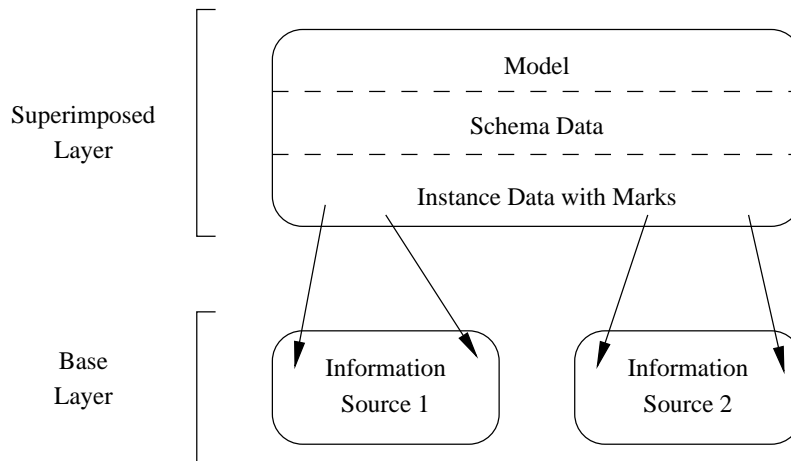 Superimposed
Layer
Model
Schema Data
Instance Data with Marks
Base
Layer
Information
Source 1
Information
Source 2